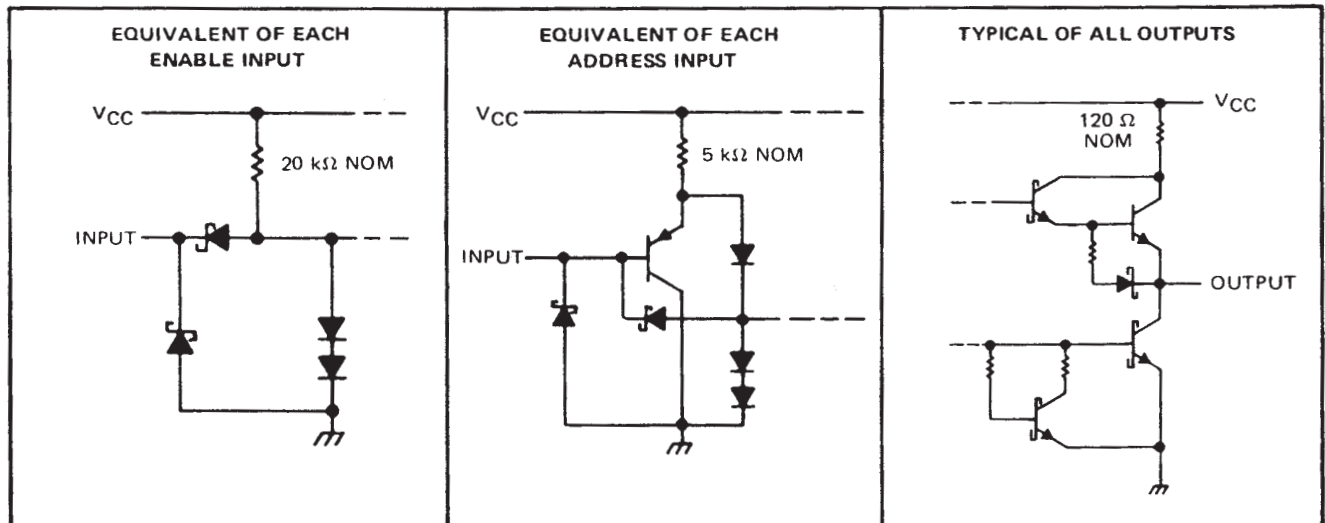 EQUIVALENT OF EACH
ENABLE INPUT
VCC
20 kΩ NOM
INPUT
EQUIVALENT OF EACH
ADDRESS INPUT
VCC
5 kΩ NOM
INPUT
TYPICAL OF ALL OUTPUTS
VCC
120 Ω
NOM
OUTPUT